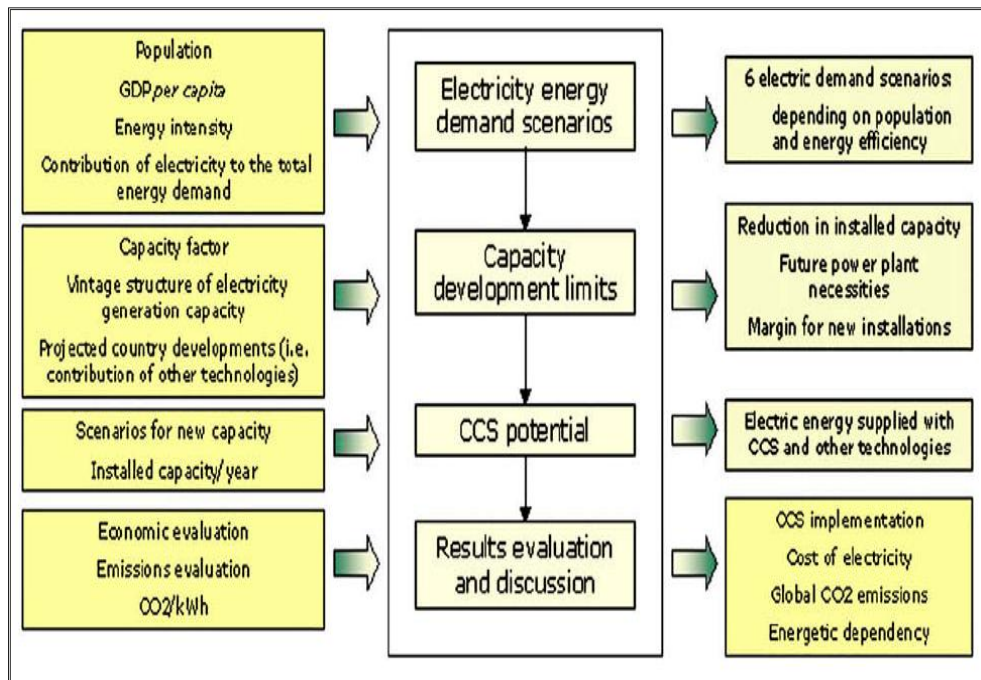 Population
GDP per capita
Energy intensity
Contribution of electricity to the total
energy demand
Electricity energy
demand scenarios
6 electric demand scenarios:
depending on population
and energy efficiency
Capacity factor
Vintage structure of electricity
generation capacity
Projected country developments (i.e.
contribution of other technologies)
Capacity
development limits
Reduction in installed capacity
Future power plant
necessities
Margin for new installations
Scenarios for new capacity
Installed capacity/year
CCS potential
Electric energy supplied with
CCS and other technologies
Economic evaluation
Emissions evaluation
CO2/kWh
Results evaluation
and discussion
CCS implementation
Cost of electricity
Global CO2 emissions
Energetic dependency